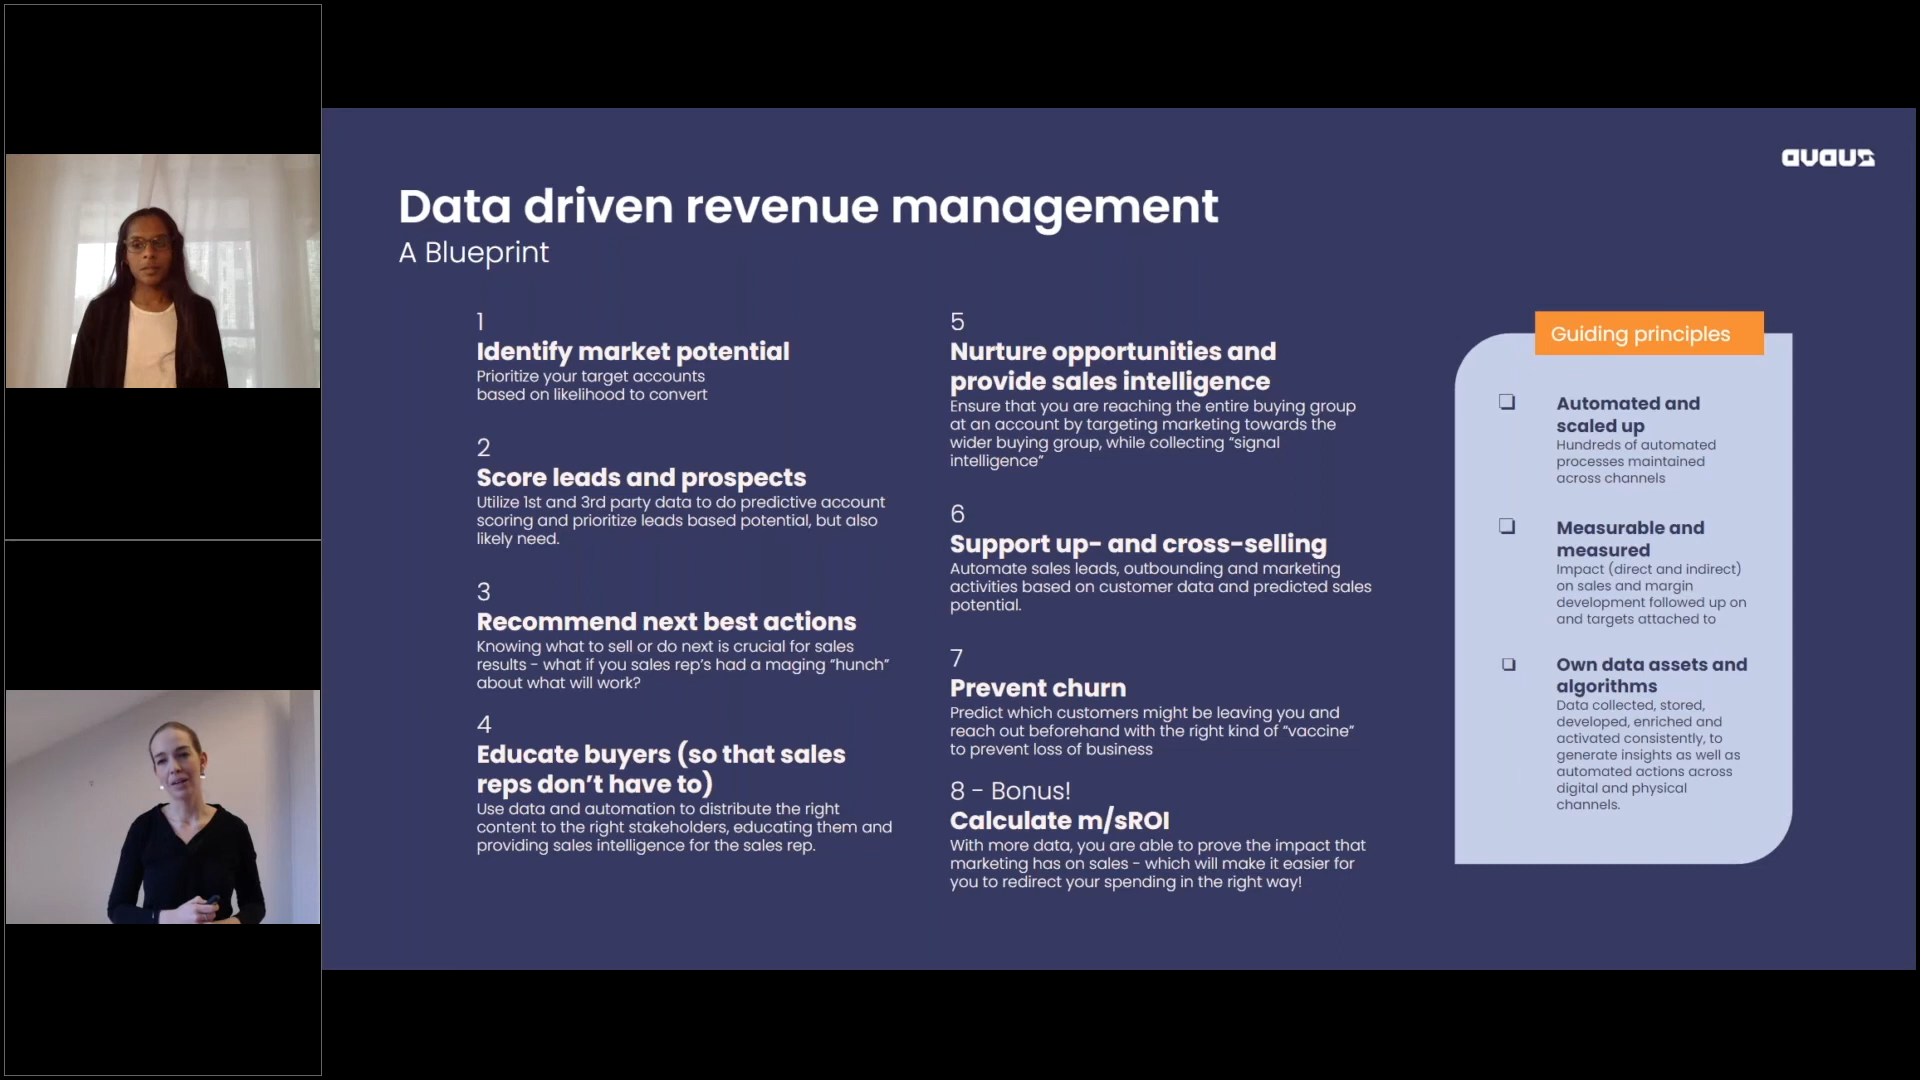 avaus
Data driven revenue management
A Blueprint
1
Identify market potential
Prioritize your target accounts
based on likelihood to convert
2
Score leads and prospects
Utilize 1st and 3rd party data to do predictive account
scoring and prioritize leads based potential, but also
likely need.
3
Recommend next best actions
Knowing what to sell or do next is crucial for sales
results - what if you sales rep's had a maging "hunch"
about what will work?
4
Educate buyers (so that sales
reps don't have to)
Use data and automation to distribute the right
content to the right stakeholders, educating them and
providing sales intelligence for the sales rep.
5
Nurture opportunities and
provide sales intelligence
Ensure that you are reaching the entire buying group
at an account by targeting marketing towards the
wider buying group, while collecting "signal
intelligence"
6
Support up- and cross-selling
Automate sales leads, outbounding and marketing
activities based on customer data and predicted sales
potential.
7
Prevent churn
Predict which customers might be leaving you and
reach out beforehand with the right kind of "vaccine"
to prevent loss of business
8 - Bonus!
Calculate m/sROI
With more data, you are able to prove the impact that
marketing has on sales - which will make it easier for
you to redirect your spending in the right way!
Guiding principles
Automated and
scaled up
Hundreds of automated
processes maintained
across channels
Measurable and
measured
Impact (direct and indirect)
on sales and margin
development followed up on
and targets attached to
Own data assets and
algorithms
Data collected, stored,
developed, enriched and
activated consistently, to
generate insights as well as
automated actions across
digital and physical
channels.